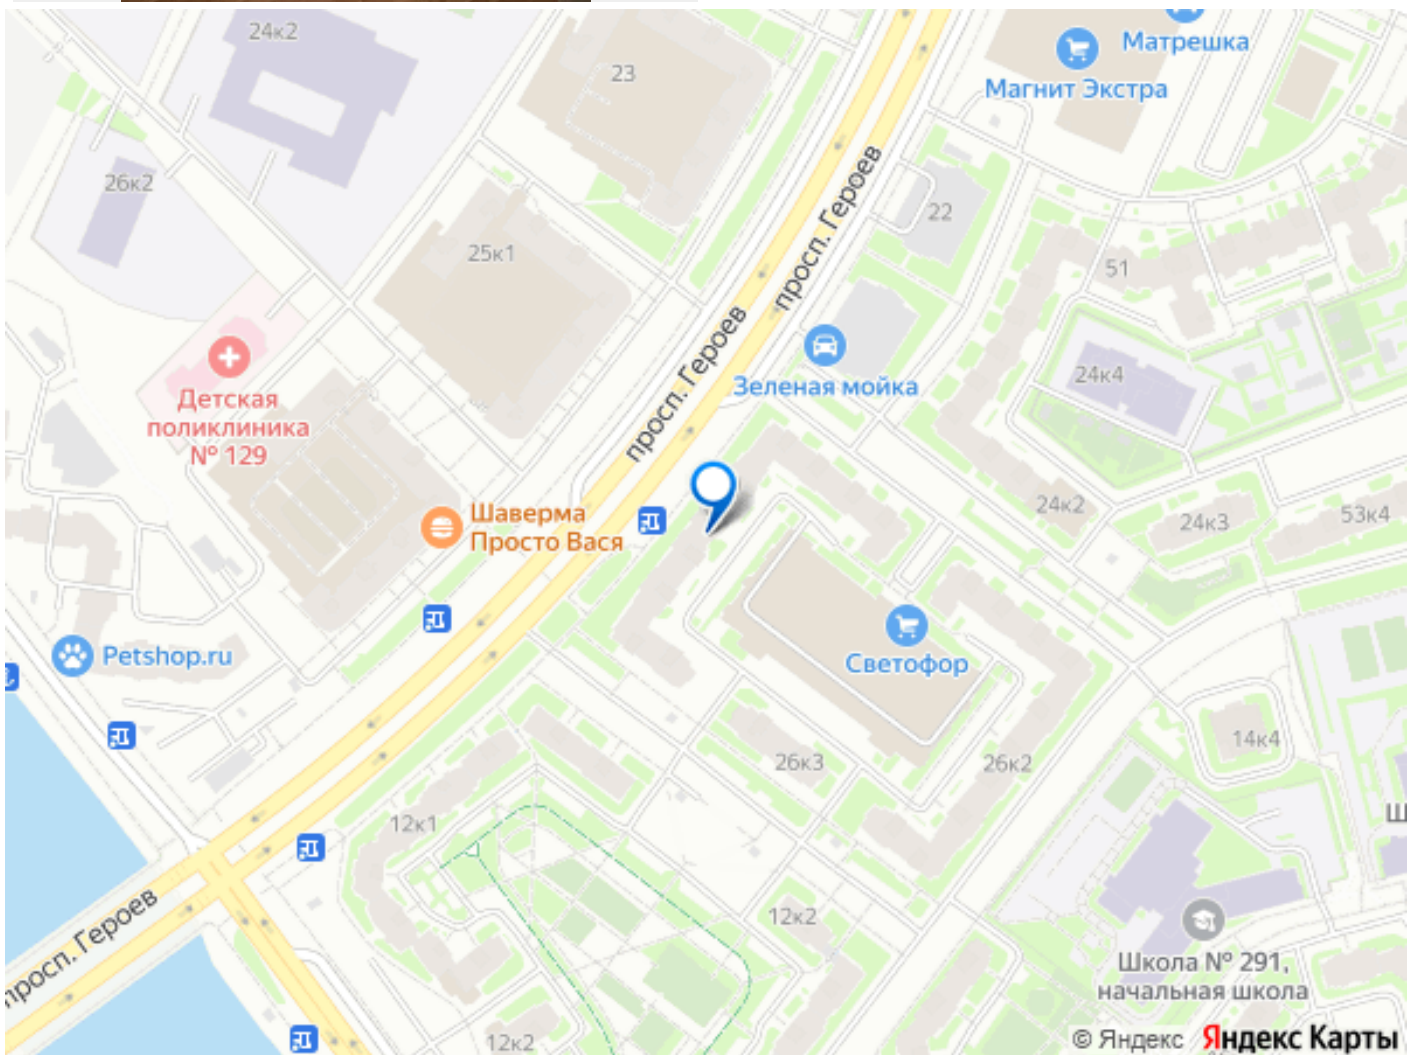 24к2
23
Матрешка
Магнит Экстра
26к2
22
просп. Героев
25к1
51
просп. Героев
Зеленая мойка
24к4
Детская
поликлиника
№ 129
Шаверма
Просто Вася
24к2
24к3
53к4
Petshop.ru
Светофор
26к3
26к2
14к4
12к1
просп. Героев
12к2
Школа № 291,
начальная школа
12к2
© Яндекс Яндекс Карты